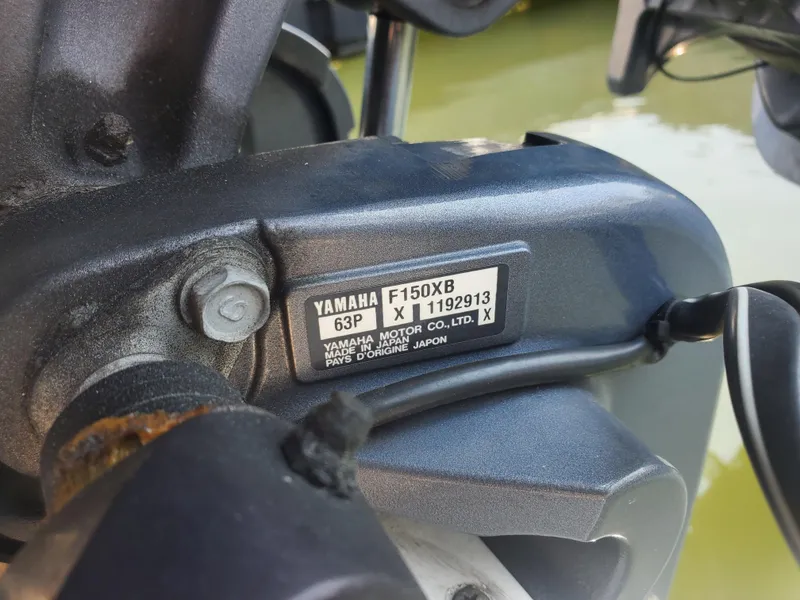 YAMAHA F150XB
63P X 1192913
YAMAHA MOTOR CO., LTD. X
MADE IN JAPAN
PAYS D'ORIGINE JAPON